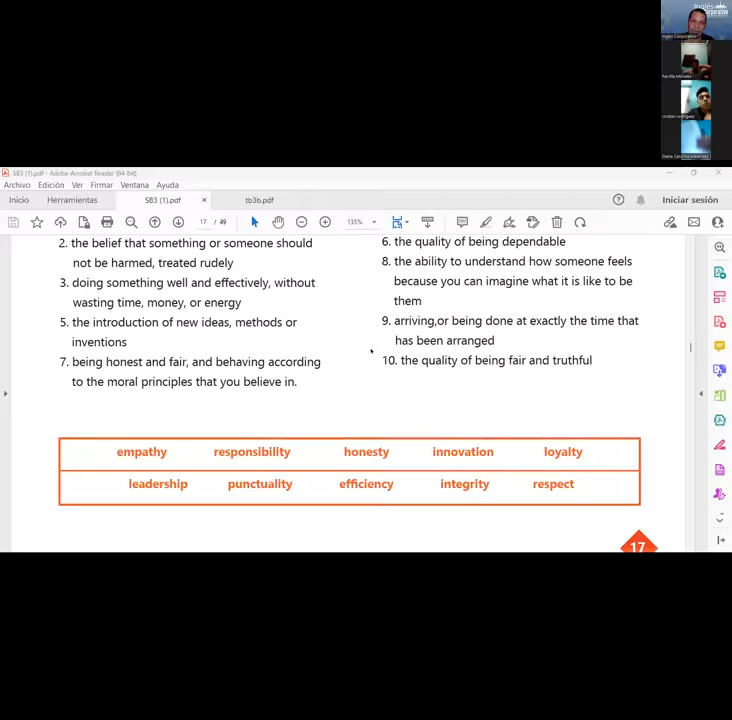 Inglés
Corporativo
Inglés Corporativo
SB3 (1).pdf - Adobe Acrobat Reader (64-bit)
Archivo Edición Ver Firmar Ventana Ayuda
Inicio Herramientas SB3 (1).pdf tb3b.pdf Iniciar sesión
17 / 49 135%
2. the belief that something or someone should
not be harmed, treated rudely
3. doing something well and effectively, without
wasting time, money, or energy
5. the introduction of new ideas, methods or
inventions
7. being honest and fair, and behaving according
to the moral principles that you believe in.
6. the quality of being dependable
8. the ability to understand how someone feels
because you can imagine what it is like to be
them
9. arriving,or being done at exactly the time that
has been arranged
10. the quality of being fair and truthful
empathy responsibility honesty innovation loyalty
leadership punctuality efficiency integrity respect
17